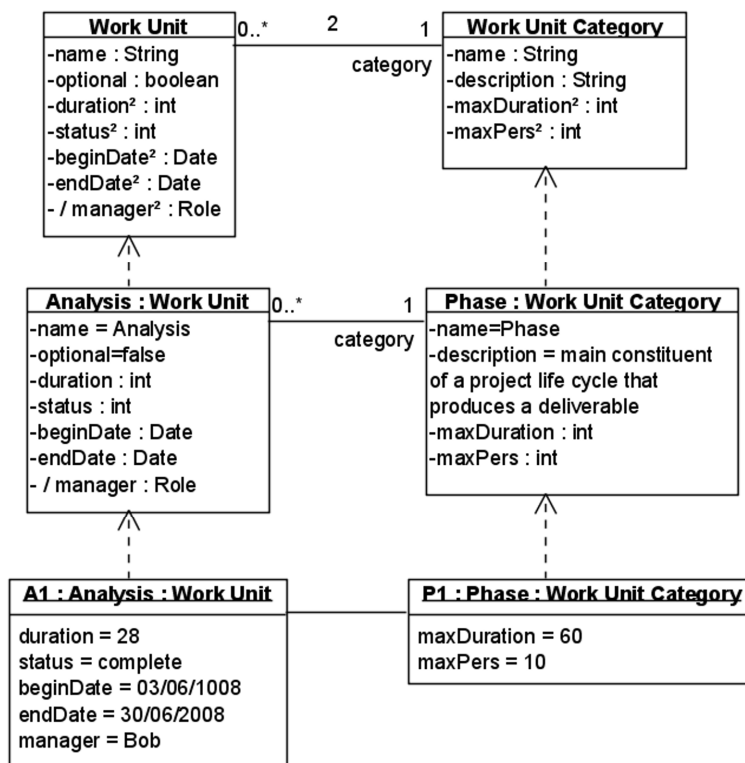 Work Unit
-name : String
-optional : boolean
-duration² : int
-status² : int
-beginDate² : Date
-endDate² : Date
- / manager² : Role
0..*
2
1
category
Work Unit Category
-name : String
-description : String
-maxDuration² : int
-maxPers² : int
Analysis : Work Unit
-name = Analysis
-optional=false
-duration : int
-status : int
-beginDate : Date
-endDate : Date
- / manager : Role
0..*
1
category
Phase : Work Unit Category
-name=Phase
-description = main constituent
of a project life cycle that
produces a deliverable
-maxDuration : int
-maxPers : int
A1 : Analysis : Work Unit
duration = 28
status = complete
beginDate = 03/06/1008
endDate = 30/06/2008
manager = Bob
P1 : Phase : Work Unit Category
maxDuration = 60
maxPers = 10